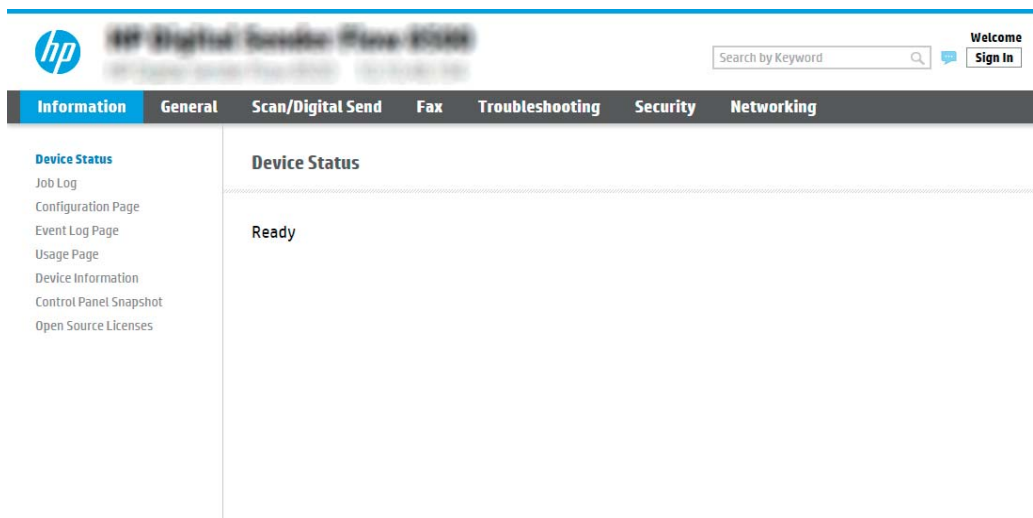 hp
Welcome
Search by Keyword
Sign In
Information General Scan/Digital Send Fax Troubleshooting Security Networking
Device Status
Job Log
Configuration Page
Event Log Page
Usage Page
Device Information
Control Panel Snapshot
Open Source Licenses
Device Status
Ready